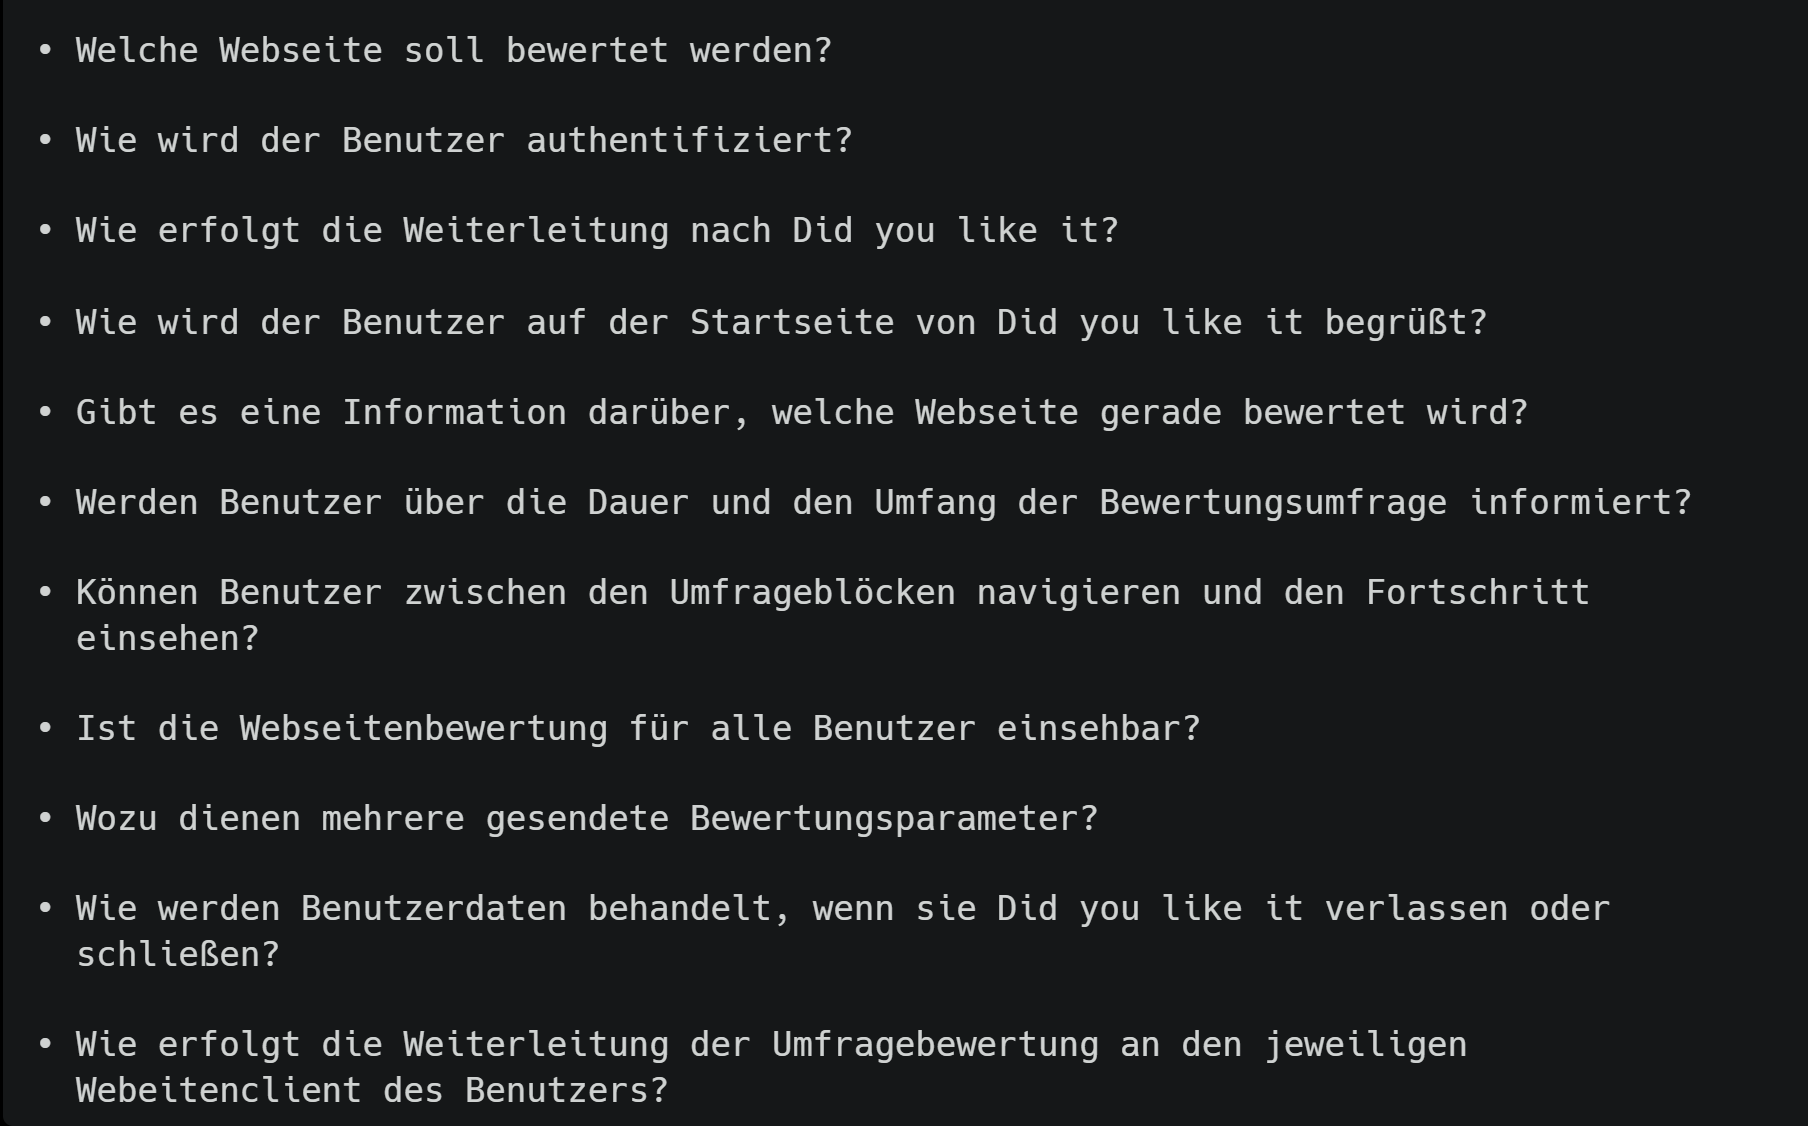 • Welche Webseite soll bewertet werden?
• Wie wird der Benutzer authentifiziert?
• Wie erfolgt die Weiterleitung nach Did you like it?
• Wie wird der Benutzer auf der Startseite von Did you like it begrüßt?
• Gibt es eine Information darüber, welche Webseite gerade bewertet wird?
• Werden Benutzer über die Dauer und den Umfang der Bewertungsumfrage informiert?
• Können Benutzer zwischen den Umfrageblöcken navigieren und den Fortschritt
einsehen?
• Ist die Webseitenbewertung für alle Benutzer einsehbar?
• Wozu dienen mehrere gesendete Bewertungsparameter?
• Wie werden Benutzerdaten behandelt, wenn sie Did you like it verlassen oder
schließen?
• Wie erfolgt die Weiterleitung der Umfragebewertung an den jeweiligen
Webeitenclient des Benutzers?